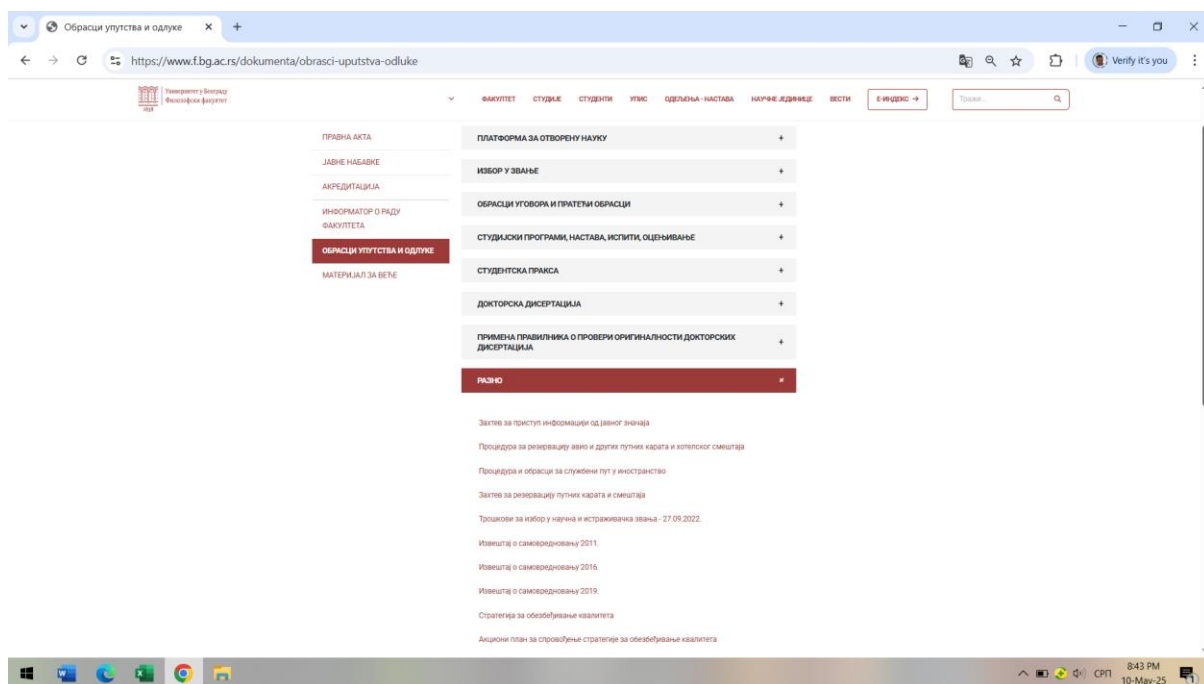 Обрасци упутства и одлуке
https://www.f.bg.ac.rs/dokumenta/obrasci-uputstva-odluke
Verify it's you
Универзитет у Београду
Филозофски факултет
1838
ФАКУЛТЕТ СТУДИЈЕ СТУДЕНТИ УПИС ОДЕЉЕЊА - НАСТАВА НАУЧНЕ ЈЕДИНИЦЕ ВЕСТИ Е-ИНДЕКС → Тражи...
ПРАВНА АКТА
ЈАВНЕ НАБАВКЕ
АКРЕДИТАЦИЈА
ИНФОРМАТОР О РАДУ
ФАКУЛТЕТА
ОБРАСЦИ УПУТСТВА И ОДЛУКЕ
МАТЕРИЈАЛ ЗА ВЕЋЕ
ПЛАТФОРМА ЗА ОТВОРЕНУ НАУКУ +
ИЗБОР У ЗВАЊЕ +
ОБРАСЦИ УГОВОРА И ПРАТЕЋИ ОБРАСЦИ +
СТУДИЈСКИ ПРОГРАМИ, НАСТАВА, ИСПИТИ, ОЦЕЊИВАЊЕ +
СТУДЕНТСКА ПРАКСА +
ДОКТОРСКА ДИСЕРТАЦИЈА +
ПРИМЕНА ПРАВИЛНИКА О ПРОВЕРИ ОРИГИНАЛНОСТИ ДОКТОРСКИХ
ДИСЕРТАЦИЈА +
РАЗНО
Захтев за приступ информацији од јавног значаја
Процедура за резервацију авио и других путних карата и хотелског смештаја
Процедура и обрасци за службени пут у иностранство
Захтев за резервацију путних карата и смештаја
Трошкови за избор у научна и истраживачка звања - 27.09.2022.
Извештај о самовредновању 2011.
Извештај о самовредновању 2016.
Извештај о самовредновању 2019.
Стратегија за обезбеђивање квалитета
Акциони план за спровођење стратегије за обезбеђивање квалитета
СРП
8:43 PM
10-May-25